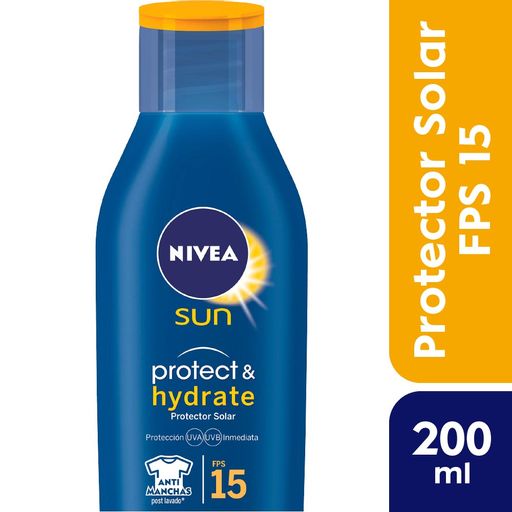 NIVEA
sun
protect &
hydrate
Protector Solar
Protección UVA UVB Inmediata
ANTI
MANCHAS
post lavado*
FPS
15
Protector Solar
FPS 15
200
ml